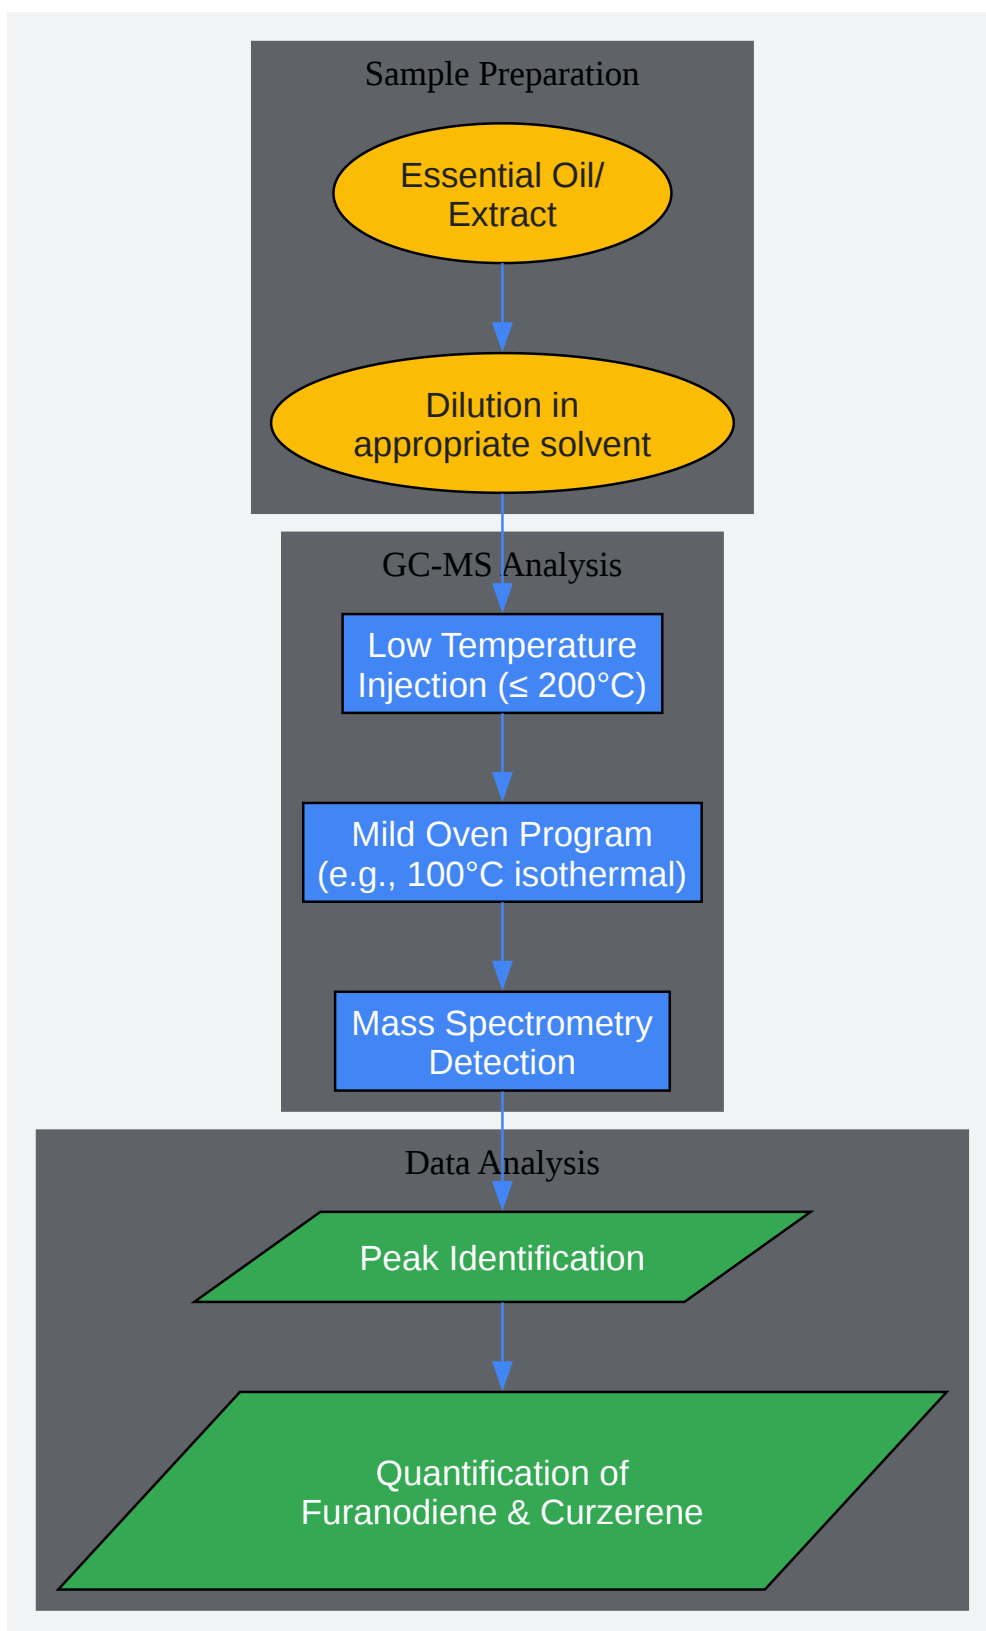 Sample Preparation
Essential Oil/
Extract
Dilution in
appropriate solvent
GC-MS Analysis
Low Temperature
Injection (≤ 200°C)
Mild Oven Program
(e.g., 100°C isothermal)
Mass Spectrometry
Detection
Data Analysis
Peak Identification
Quantification of
Furanodiene & Curzerene